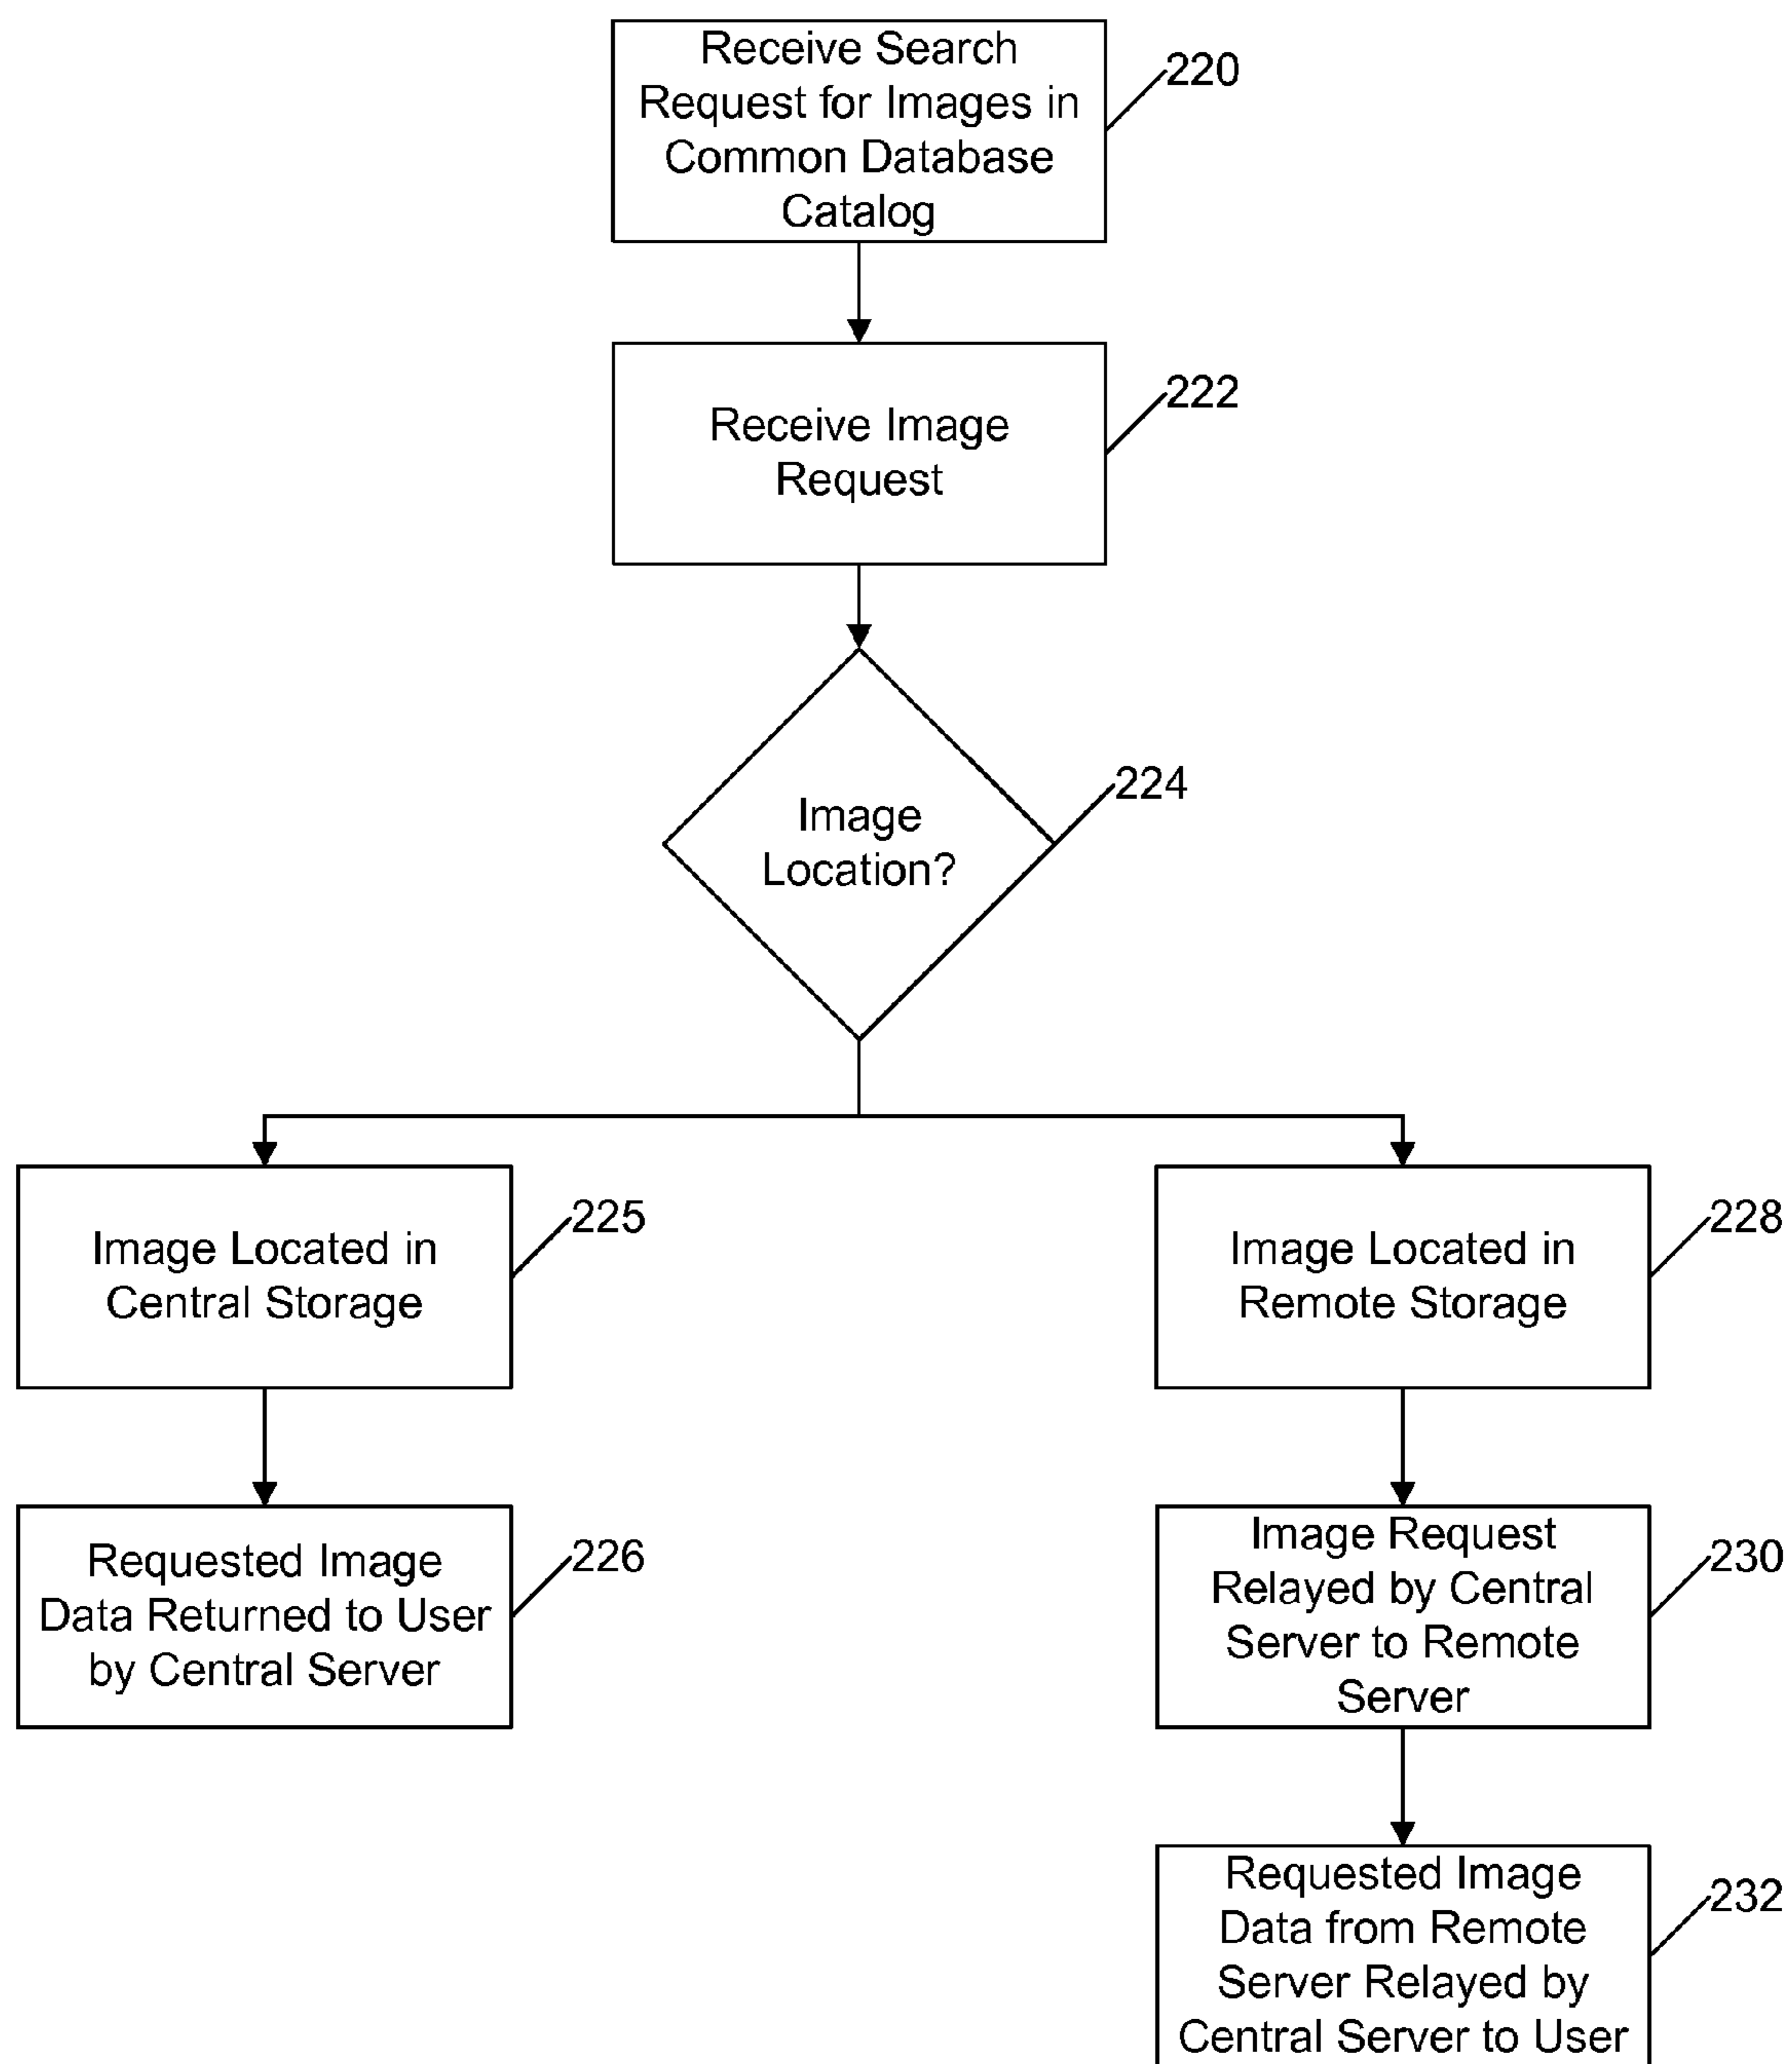 Receive Search
Request for Images in
Common Database
Catalog
220
Receive Image
Request
222
Image
Location?
224
Image Located in
Central Storage
225
Image Located in
Remote Storage
228
Requested Image
Data Returned to User
by Central Server
226
Image Request
Relayed by Central
Server to Remote
Server
230
Requested Image
Data from Remote
Server Relayed by
Central Server to User
232